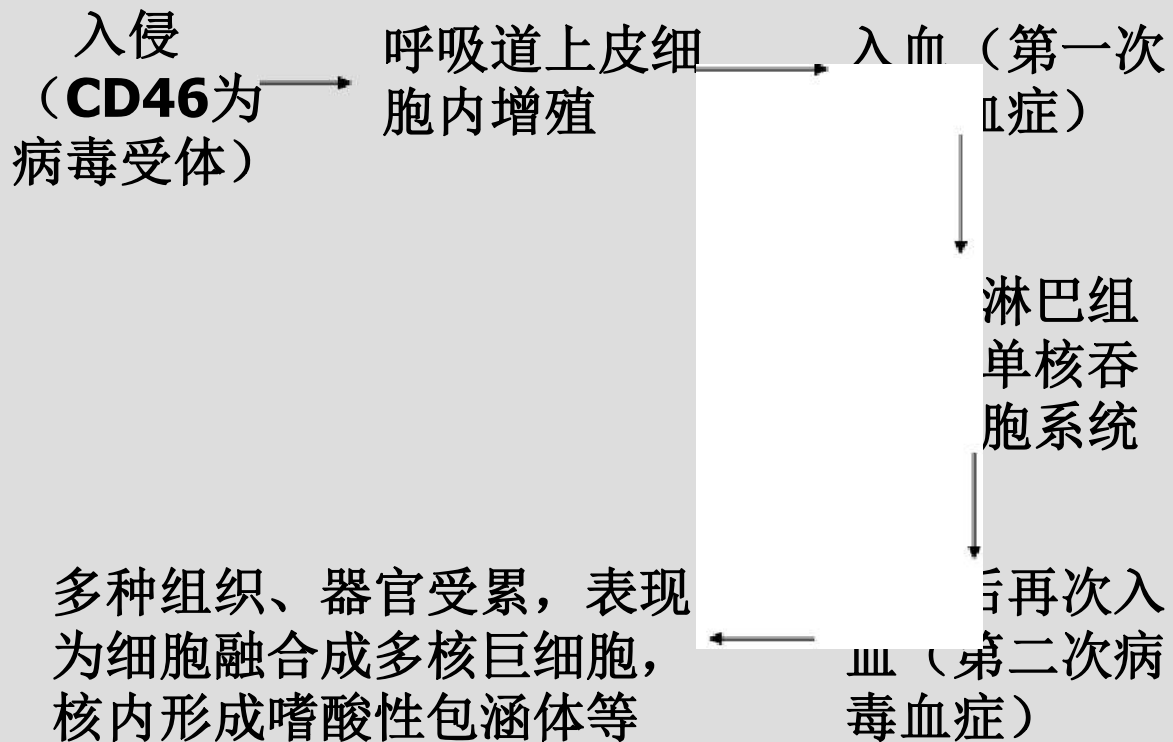 入侵
（CD46为
病毒受体）
呼吸道上皮细
胞内增殖
入血（第一次
血症）
淋巴组
单核吞
胞系统
后再次入
血（第二次病
毒血症）
多种组织、器官受累，表现
为细胞融合成多核巨细胞，
核内形成嗜酸性包涵体等